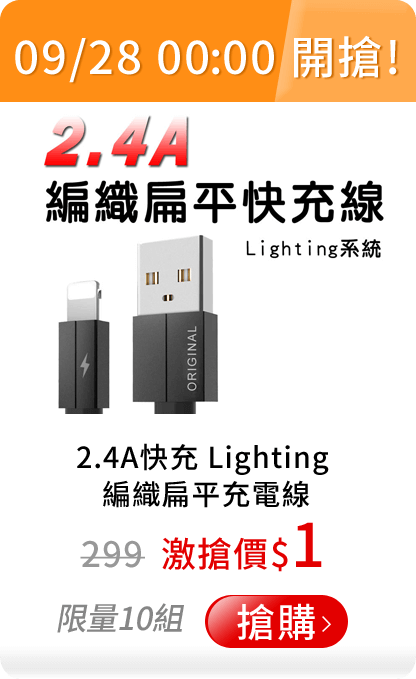 09/28 00:00 開搶!
2.4A
編織扁平快充線
Lighting系統
ORIGINAL
2.4A快充 Lighting
編織扁平充電線
299 激搶價$1
限量10組 搶購